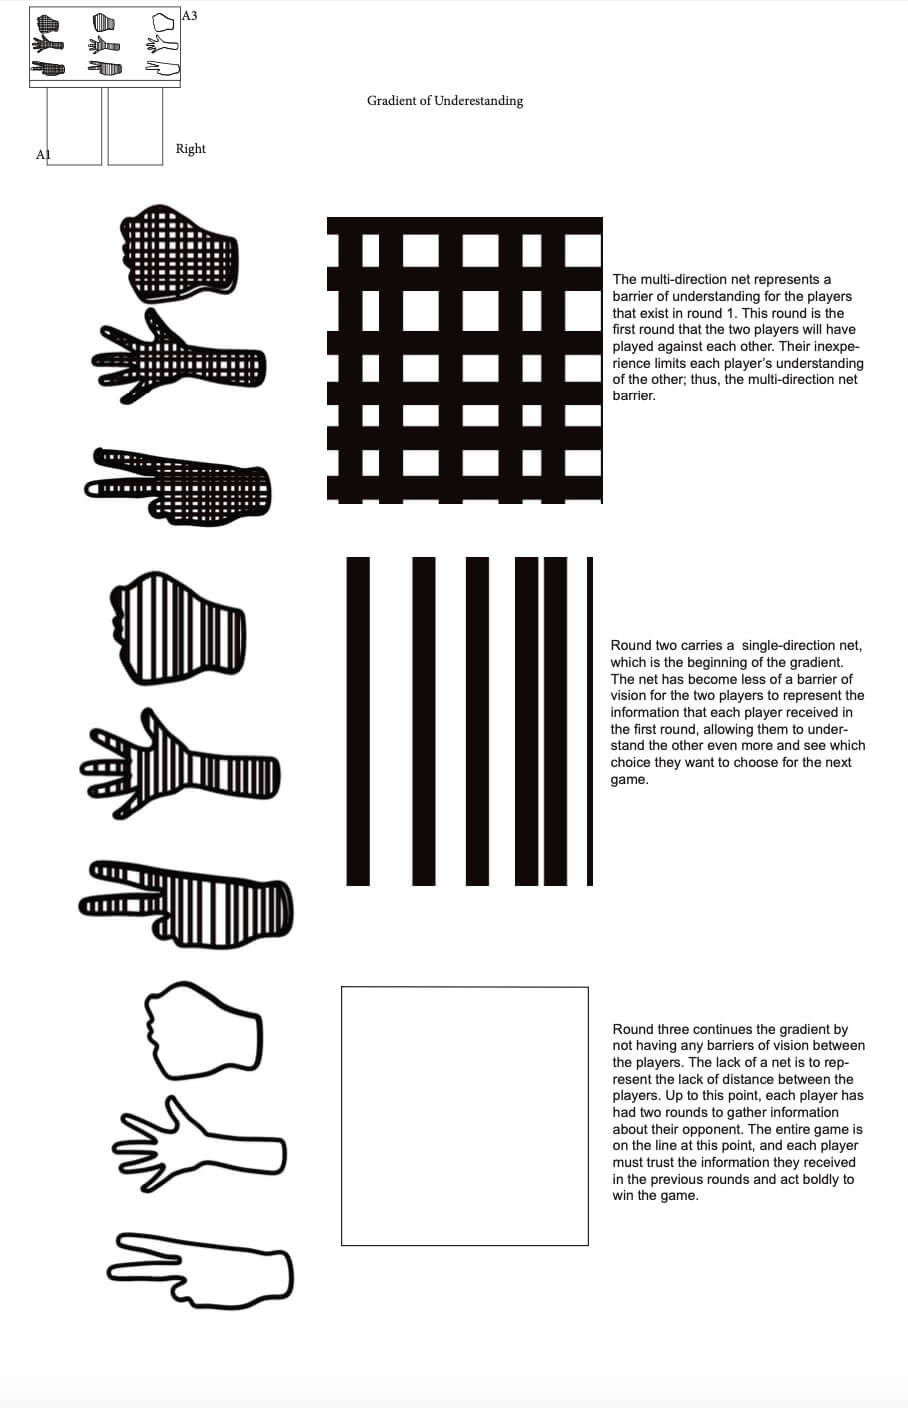 A3
Gradient of Underestanding
A1
Right
The multi-direction net represents a
barrier of understanding for the players
that exist in round 1. This round is the
first round that the two players will have
played against each other. Their inexpe-
rience limits each player's understanding
of the other; thus, the multi-direction net
barrier.
Round two carries a  single-direction net,
which is the beginning of the gradient.
The net has become less of a barrier of
vision for the two players to represent the
information that each player received in
the first round, allowing them to under-
stand the other even more and see which
choice they want to choose for the next
game.
Round three continues the gradient by
not having any barriers of vision between
the players. The lack of a net is to rep-
resent the lack of distance between the
players. Up to this point, each player has
had two rounds to gather information
about their opponent. The entire game is
on the line at this point, and each player
must trust the information they received
in the previous rounds and act boldly to
win the game.